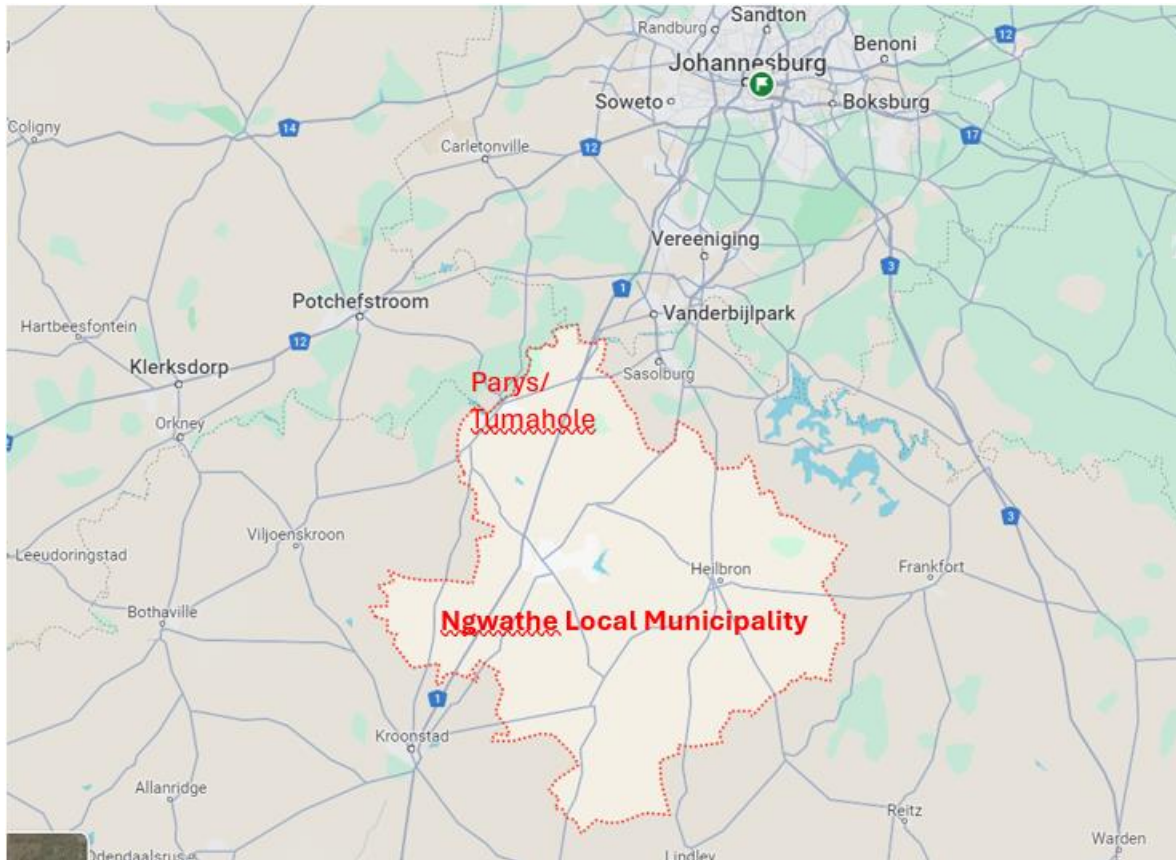 Randburg
Sandton
12
Benoni
Johannesburg
Soweto
Boksburg
Coligny
14
Carletonville
12
17
Vereeniging
3
1
Potchefstroom
Vanderbijlpark
Hartbeesfontein
12
Klerksdorp
Sasolburg
Parys/
Tumahole
Orkney
3
Viljoenskroon
Leeudoringstad
Heilbron
Frankfort
Bothaville
Ngwathe Local Municipality
1
Kroonstad
Allanridge
Reitz
Warden
Odendaalsrus
Lindley